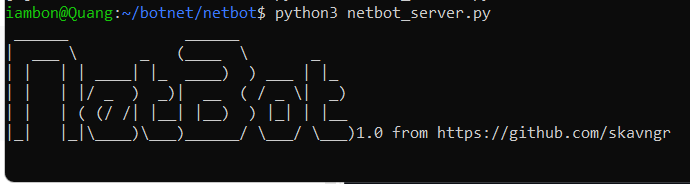 iambon@Quang:~/botnet/netbot$ python3 netbot_server.py
NetBot
1.0 from https://github.com/skavngr